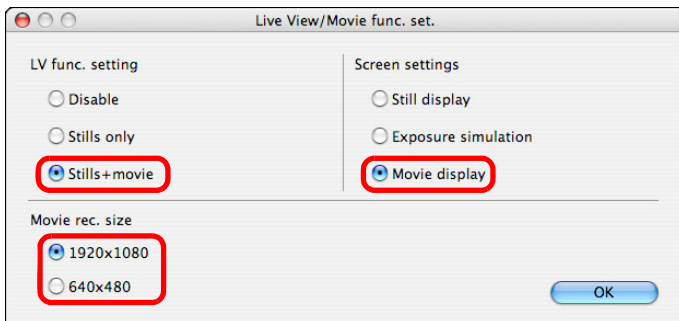 Live View/Movie func. set.
LV func. setting
Disable
Stills only
Stills+movie
Screen settings
Still display
Exposure simulation
Movie display
Movie rec. size
1920x1080
640x480
OK